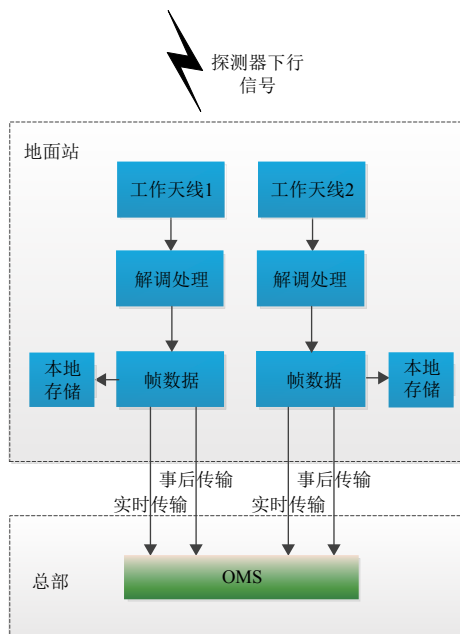 探测器下行
信号
地面站
工作天线1
工作天线2
解调处理
解调处理
本地
存储
帧数据
帧数据
本地
存储
事后传输
事后传输
实时传输
实时传输
总部
OMS